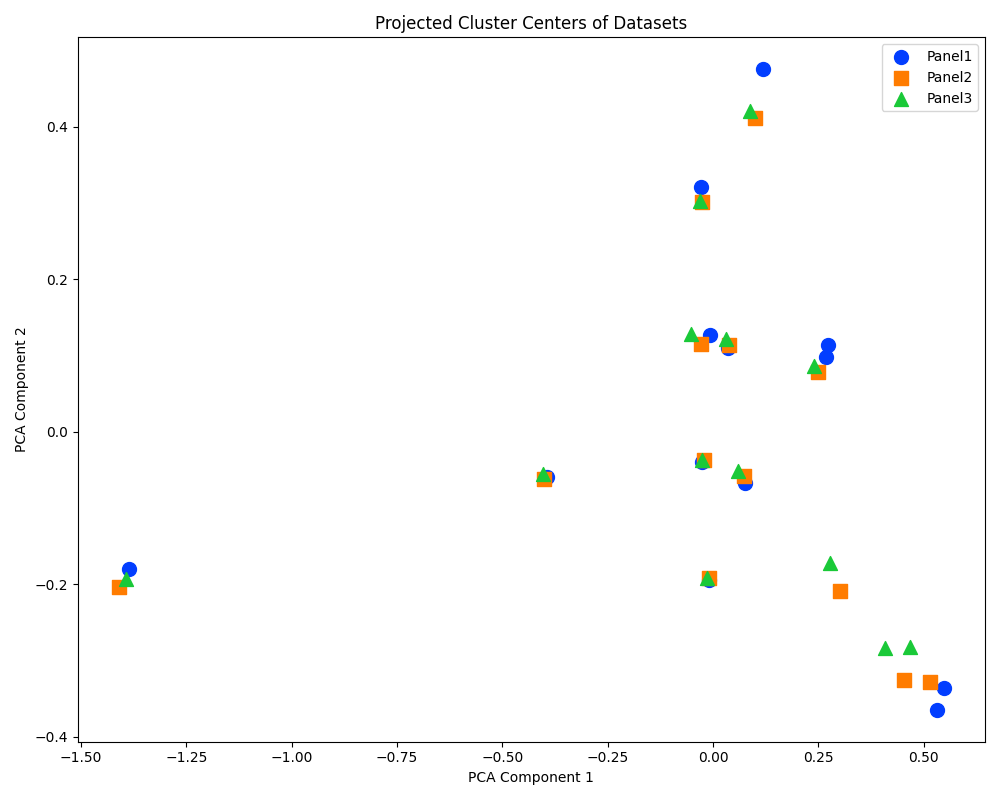 Projected Cluster Centers of Datasets
Panel1
Panel2
Panel3
PCA Component 2
0.4
0.2
0.0
−0.2
−0.4
−1.50 −1.25 −1.00 −0.75 −0.50 −0.25 0.00 0.25 0.50
PCA Component 1